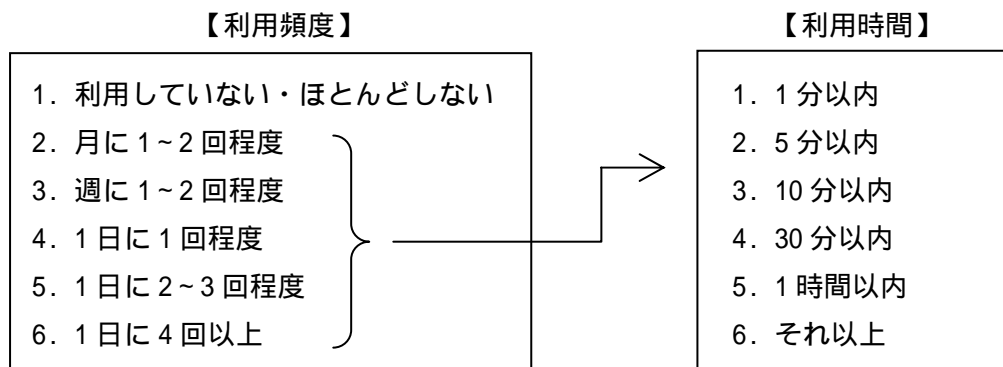 【利用頻度】
1. 利用していない・ほとんどしない
2. 月に1~2回程度
3. 週に1~2回程度
4. 1日に1回程度
5. 1日に2~3回程度
6. 1日に4回以上
【利用時間】
1. 1分以内
2. 5分以内
3. 10分以内
4. 30分以内
5. 1時間以内
6. それ以上